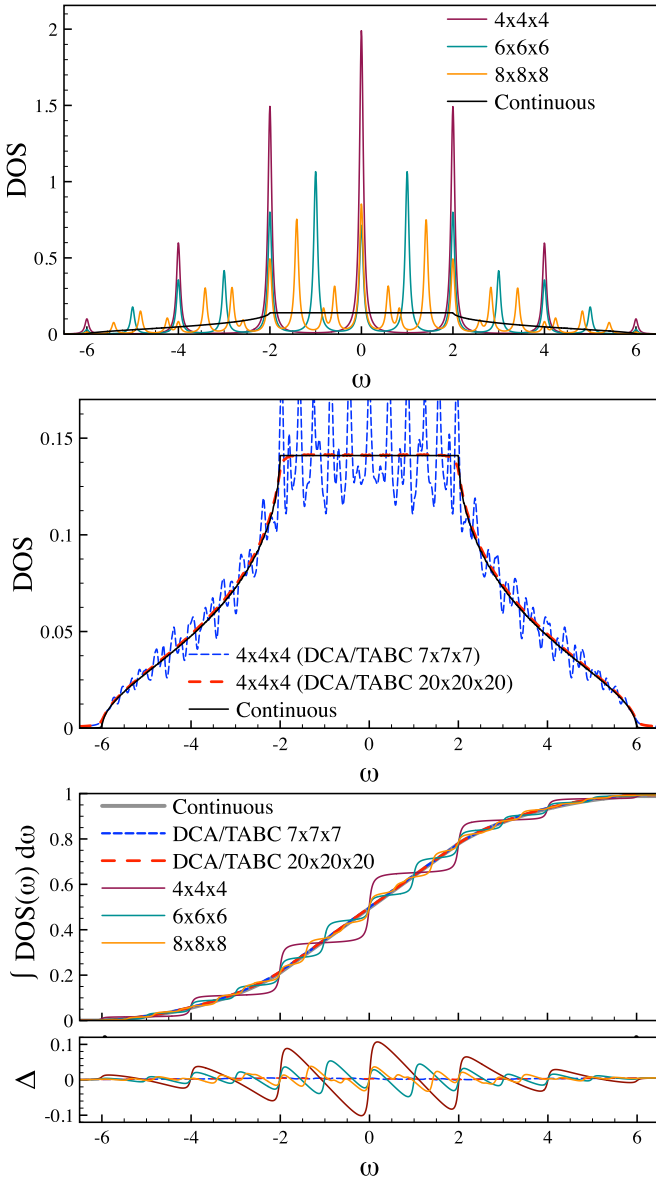 2
1.5
1
0.5
0
DOS
4x4x4
6x6x6
8x8x8
Continuous
-6 -4 -2 0 2 4 6
ω
0.15
0.1
0.05
0
DOS
4x4x4 (DCA/TABC 7x7x7)
4x4x4 (DCA/TABC 20x20x20)
Continuous
-6 -4 -2 0 2 4 6
ω
1
0.8
0.6
0.4
0.2
0
∫ DOS(ω) dω
Continuous
DCA/TABC 7x7x7
DCA/TABC 20x20x20
4x4x4
6x6x6
8x8x8
0.1
0
-0.1
Δ
-6 -4 -2 0 2 4 6
ω